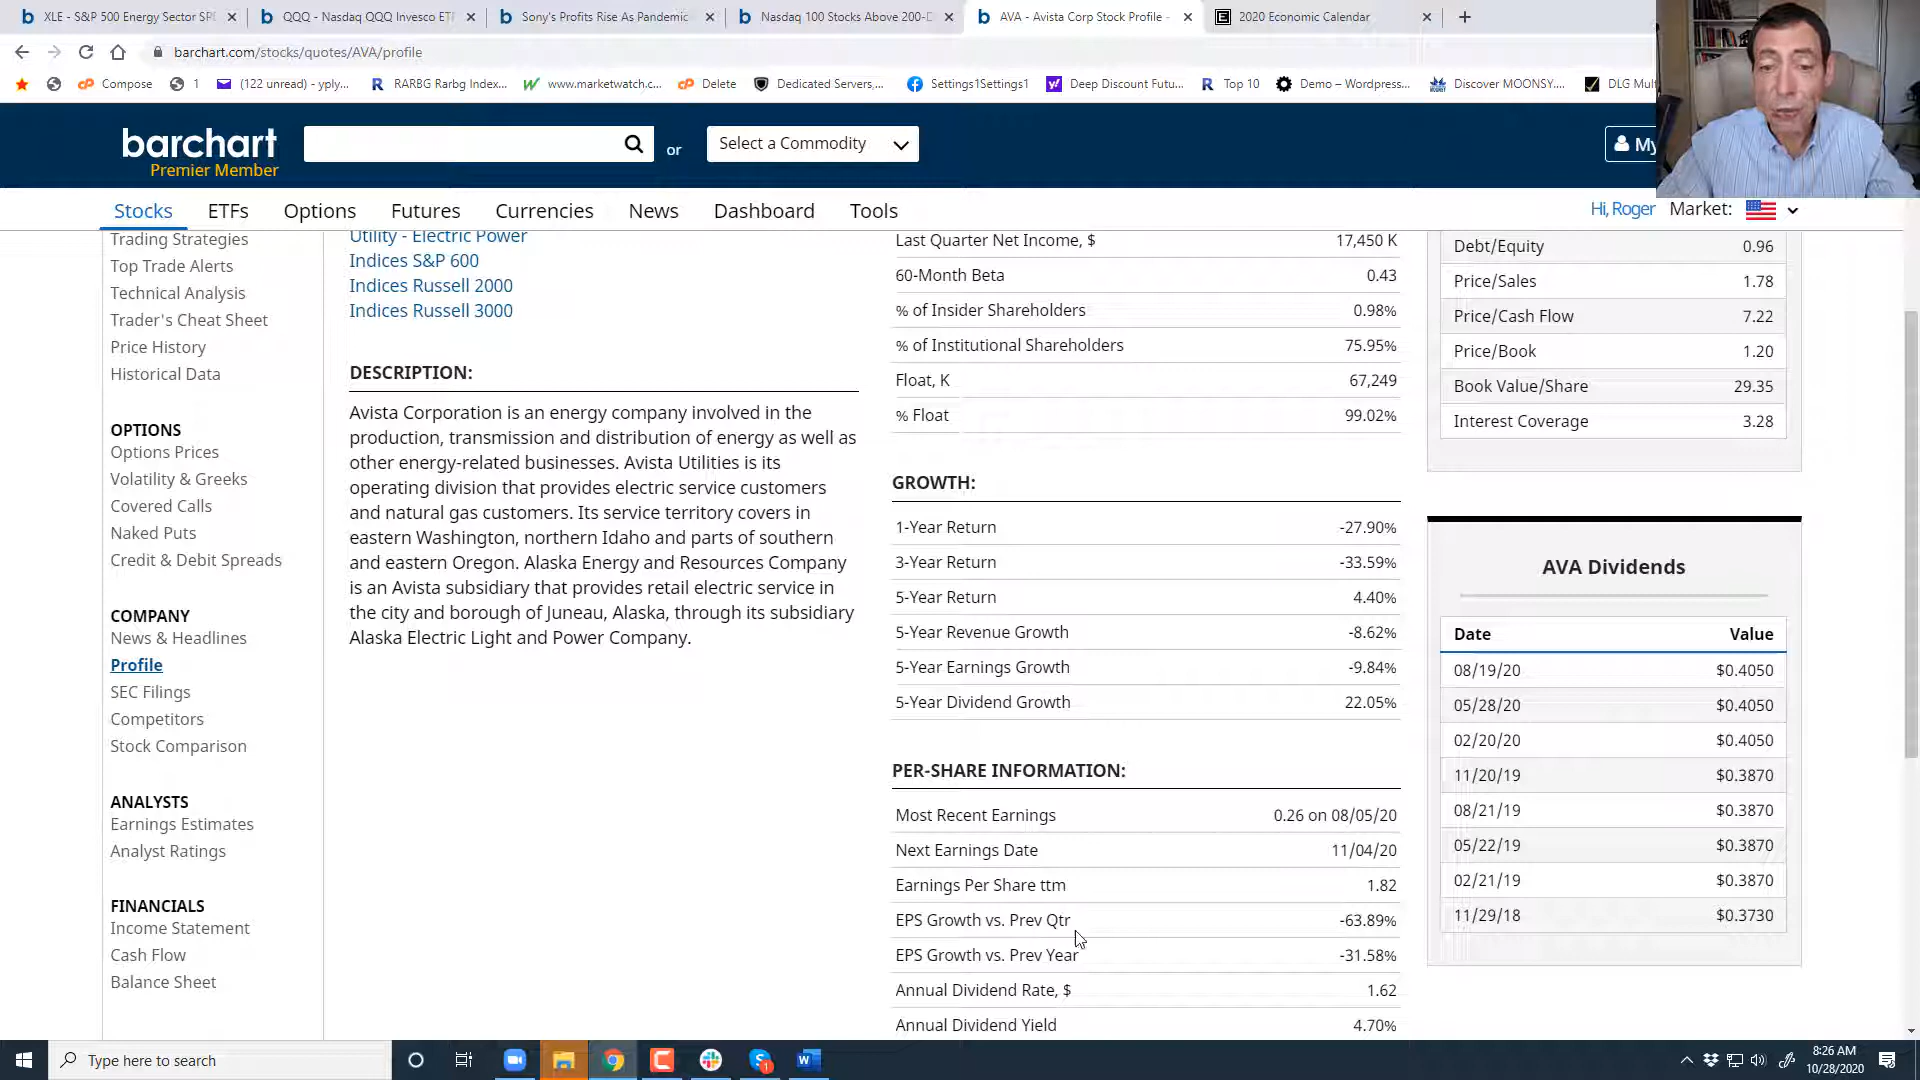 XLE - S&P 500 Energy Sector SPD
QQQ - Nasdaq QQQ Invesco ETF
Sony's Profits Rise As Pandemic
Nasdaq 100 Stocks Above 200-D
AVA - Avista Corp Stock Profile -
2020 Economic Calendar
barchart.com/stocks/quotes/AVA/profile
Compose
1
(122 unread) - yply...
RARBG Rarbg Index...
www.marketwatch.c...
Delete
Dedicated Servers,...
Settings1Settings1
Deep Discount Futu...
Top 10
Demo – Wordpress...
Discover MOONSY....
DLG Mult
barchart
Premier Member
or
Select a Commodity
My
Stocks
ETFs
Options
Futures
Currencies
News
Dashboard
Tools
Hi, Roger
Market:
Trading Strategies
Top Trade Alerts
Technical Analysis
Trader's Cheat Sheet
Price History
Historical Data
OPTIONS
Options Prices
Volatility & Greeks
Covered Calls
Naked Puts
Credit & Debit Spreads
COMPANY
News & Headlines
Profile
SEC Filings
Competitors
Stock Comparison
ANALYSTS
Earnings Estimates
Analyst Ratings
FINANCIALS
Income Statement
Cash Flow
Balance Sheet
Utility - Electric Power
Indices S&P 600
Indices Russell 2000
Indices Russell 3000
DESCRIPTION:
Avista Corporation is an energy company involved in the
production, transmission and distribution of energy as well as
other energy-related businesses. Avista Utilities is its
operating division that provides electric service customers
and natural gas customers. Its service territory covers in
eastern Washington, northern Idaho and parts of southern
and eastern Oregon. Alaska Energy and Resources Company
is an Avista subsidiary that provides retail electric service in
the city and borough of Juneau, Alaska, through its subsidiary
Alaska Electric Light and Power Company.
Last Quarter Net Income, $ 17,450 K
60-Month Beta 0.43
% of Insider Shareholders 0.98%
% of Institutional Shareholders 75.95%
Float, K 67,249
% Float 99.02%
GROWTH:
1-Year Return -27.90%
3-Year Return -33.59%
5-Year Return 4.40%
5-Year Revenue Growth -8.62%
5-Year Earnings Growth -9.84%
5-Year Dividend Growth 22.05%
PER-SHARE INFORMATION:
Most Recent Earnings 0.26 on 08/05/20
Next Earnings Date 11/04/20
Earnings Per Share ttm 1.82
EPS Growth vs. Prev Qtr -63.89%
EPS Growth vs. Prev Year -31.58%
Annual Dividend Rate, $ 1.62
Annual Dividend Yield 4.70%
Debt/Equity 0.96
Price/Sales 1.78
Price/Cash Flow 7.22
Price/Book 1.20
Book Value/Share 29.35
Interest Coverage 3.28
AVA Dividends
Date Value
08/19/20 $0.4050
05/28/20 $0.4050
02/20/20 $0.4050
11/20/19 $0.3870
08/21/19 $0.3870
05/22/19 $0.3870
02/21/19 $0.3870
11/29/18 $0.3730
Type here to search
8:26 AM
10/28/2020